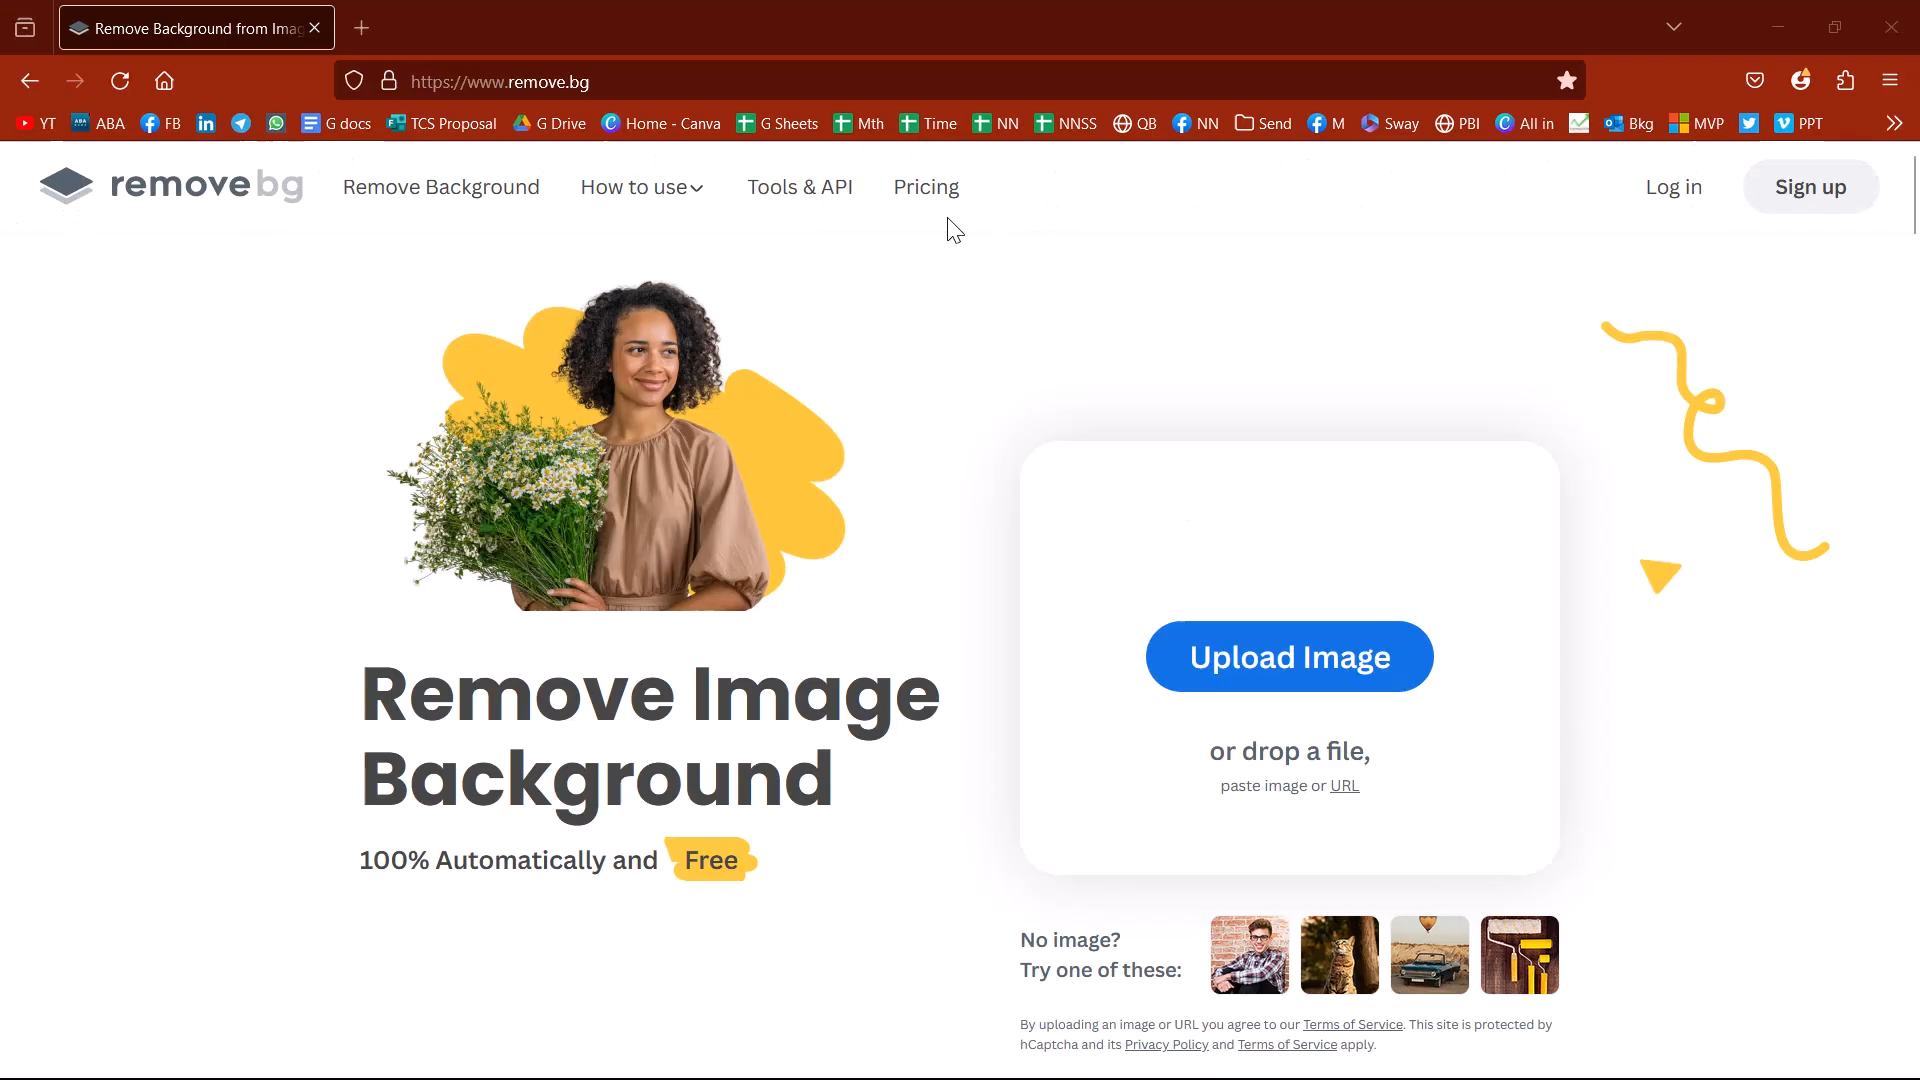 Remove Background from Imag
https://www.remove.bg
YT ABA FB G docs TCS Proposal G Drive Home - Canva G Sheets Mth Time NN NNSS QB NN Send M Sway PBI All in Bkg MVP PPT
removebg Remove Background How to use Tools & API Pricing Log in Sign up
Remove Image
Background
100% Automatically and Free
Upload Image
or drop a file,
paste image or URL
No image?
Try one of these:
By uploading an image or URL you agree to our Terms of Service. This site is protected by
hCaptcha and its Privacy Policy and Terms of Service apply.